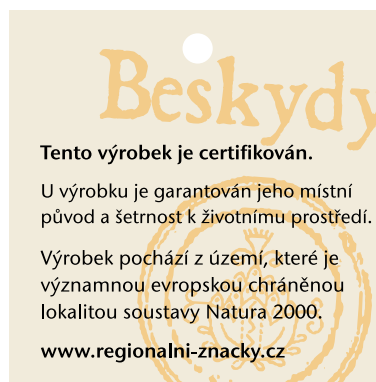 Beskydy
Tento výrobek je certifikován.
U výrobku je garantován jeho místní
původ a šetrnost k životnímu prostředí.
Výrobek pochází z území, které je
významnou evropskou chráněnou
lokalitou soustavy Natura 2000.
www.regionalni-znacky.cz